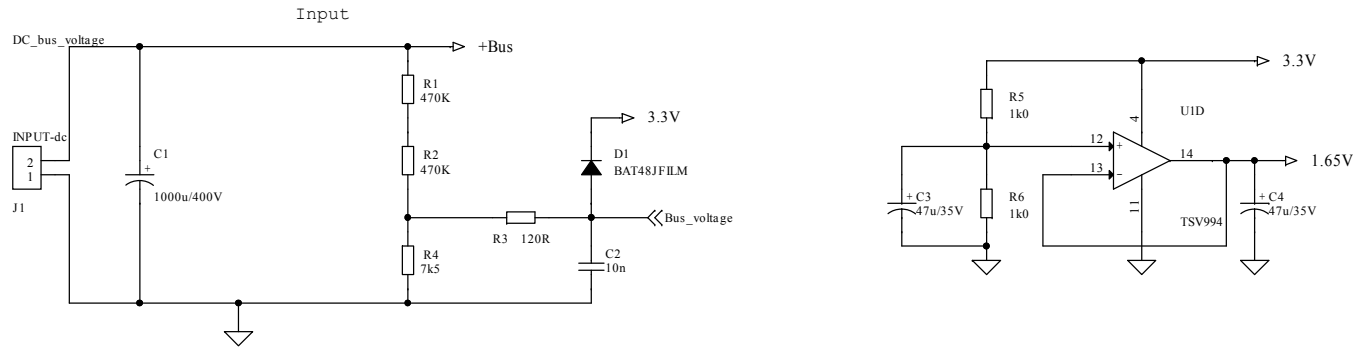 Input
DC_bus_voltage
+Bus
R1
470K
3.3V
INPUT-dc
2
1
J1
C1
+
1000u/400V
R2
470K
D1
BAT48JFILM
R3 120R
Bus_voltage
R4
7k5
C2
10n
3.3V
R5
1k0
4
U1D
12
+
14
1.65V
13
-
R6
1k0
11
+
C3
47u/35V
TSV994
+
C4
47u/35V